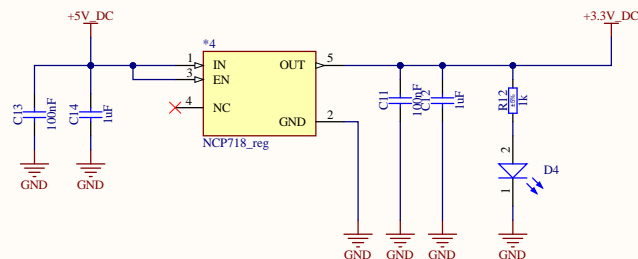 +5V_DC
+3.3V_DC
*4
1
IN
OUT
5
3
EN
4
NC
GND
2
NCP718_reg
C13
100nF
C14
1uF
C11
100nF
C12
1uF
R12
±5%
1k
2
D4
1
GND
GND
GND
GND
GND
GND